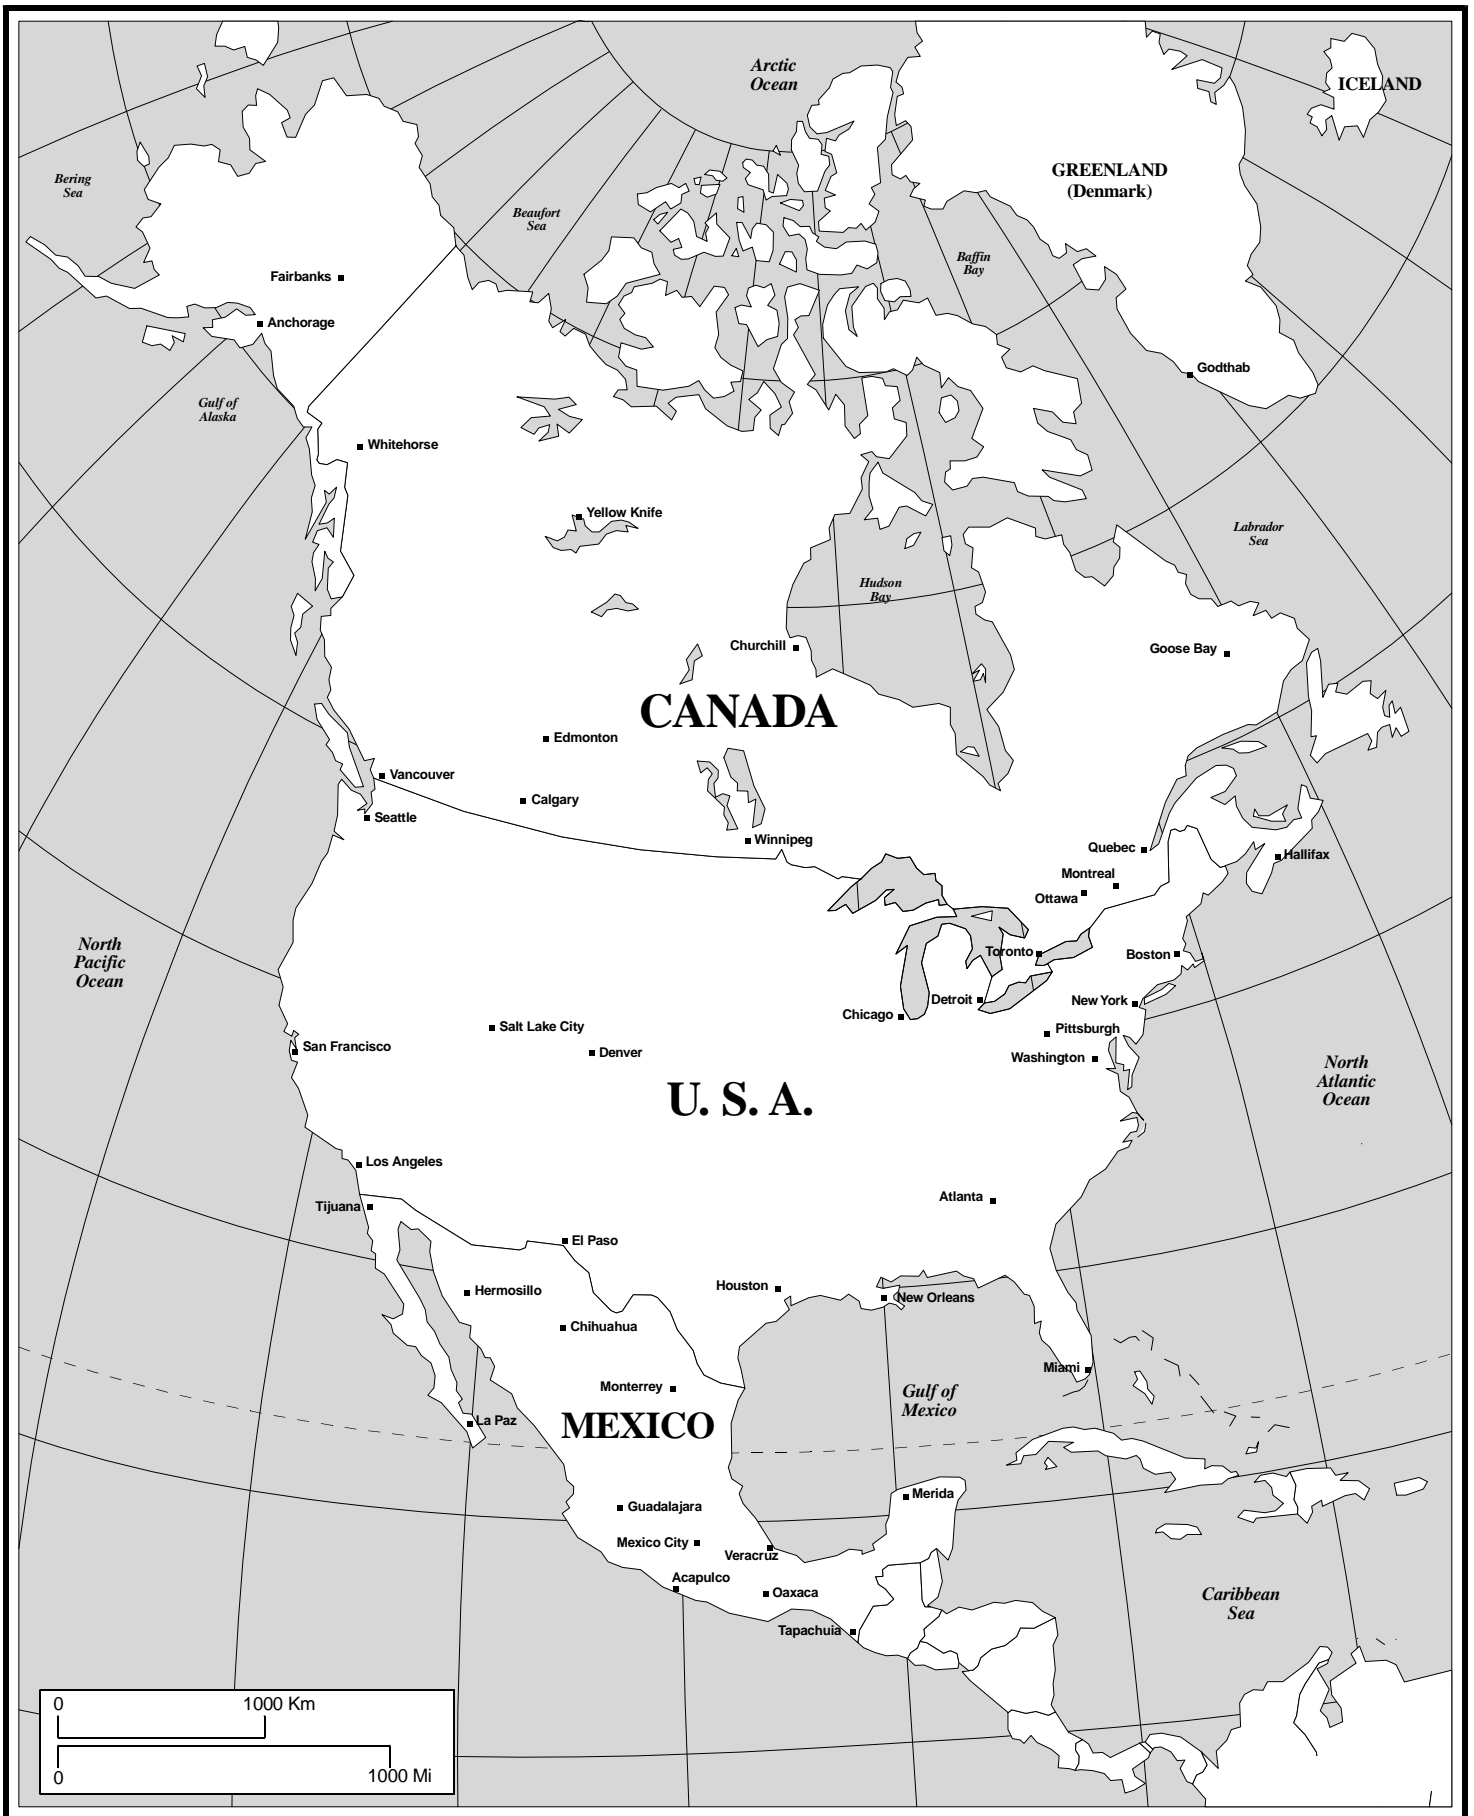 Arctic
Ocean
ICELAND
GREENLAND
(Denmark)
Bering
Sea
Beaufort
Sea
Baffin
Bay
Fairbanks
Anchorage
Godthab
Gulf of
Alaska
Whitehorse
Yellow Knife
Labrador
Sea
Hudson
Bay
Churchill
Goose Bay
CANADA
Edmonton
Vancouver
Calgary
Seattle
Winnipeg
Quebec
Hallifax
Montreal
Ottawa
North
Pacific
Ocean
Toronto
Boston
Detroit
New York
Chicago
Salt Lake City
Pittsburgh
San Francisco
Denver
Washington
North
Atlantic
Ocean
U. S. A.
Los Angeles
Atlanta
Tijuana
El Paso
Houston
Hermosillo
New Orleans
Chihuahua
Miami
Monterrey
Gulf of
Mexico
La Paz
MEXICO
Merida
Guadalajara
Mexico City
Veracruz
Acapulco
Oaxaca
Caribbean
Sea
Tapachuia
0
1000 Km
0
1000 Mi